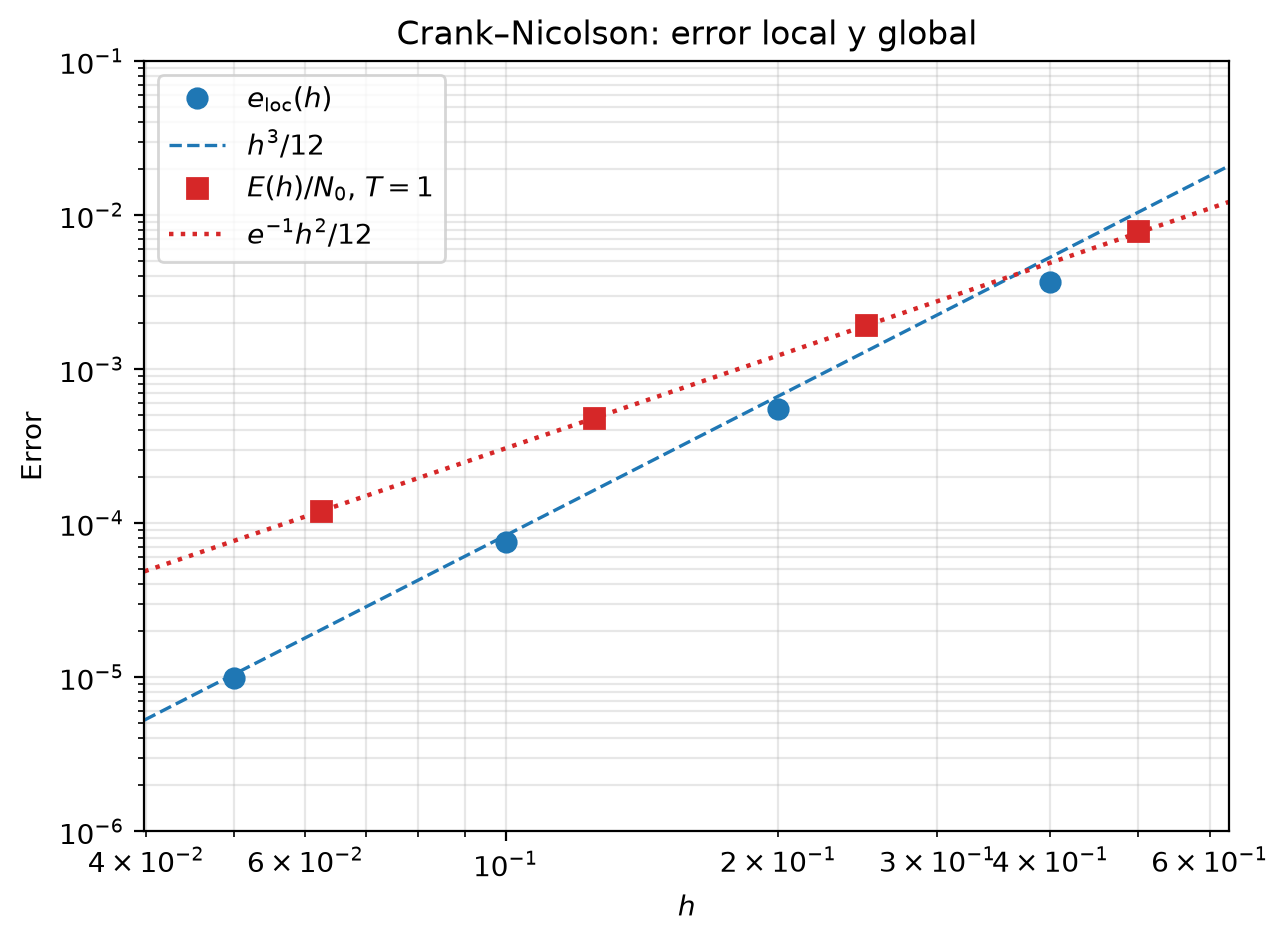 Crank–Nicolson: error local y global
e_loc(h)
h³/12
E(h)/N₀, T = 1
e⁻¹h²/12
Error
10⁻¹
10⁻²
10⁻³
10⁻⁴
10⁻⁵
10⁻⁶
4 × 10⁻² 6 × 10⁻² 10⁻¹ 2 × 10⁻¹ 3 × 10⁻¹ 4 × 10⁻¹ 6 × 10⁻¹
h